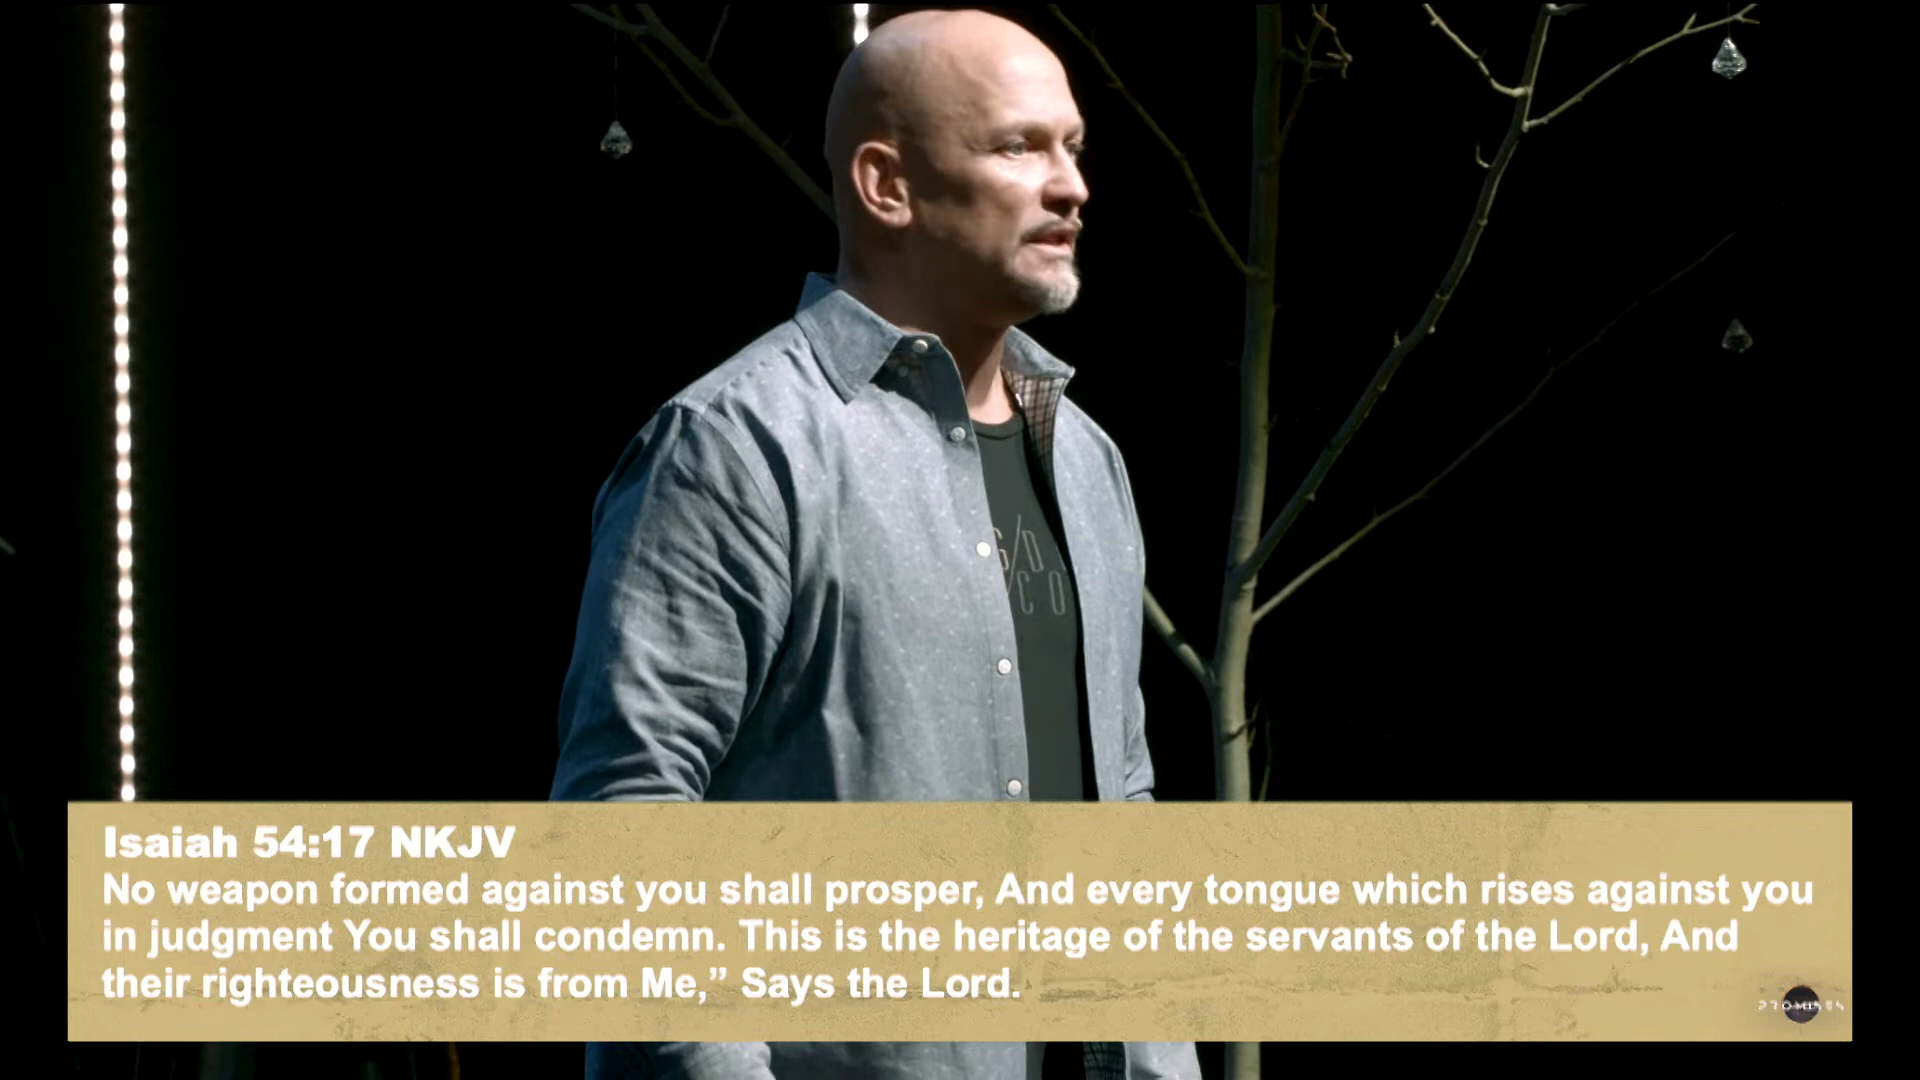 G/D
/CO
Isaiah 54:17 NKJV
No weapon formed against you shall prosper, And every tongue which rises against you
in judgment You shall condemn. This is the heritage of the servants of the Lord, And
their righteousness is from Me,” Says the Lord.
PROMISES